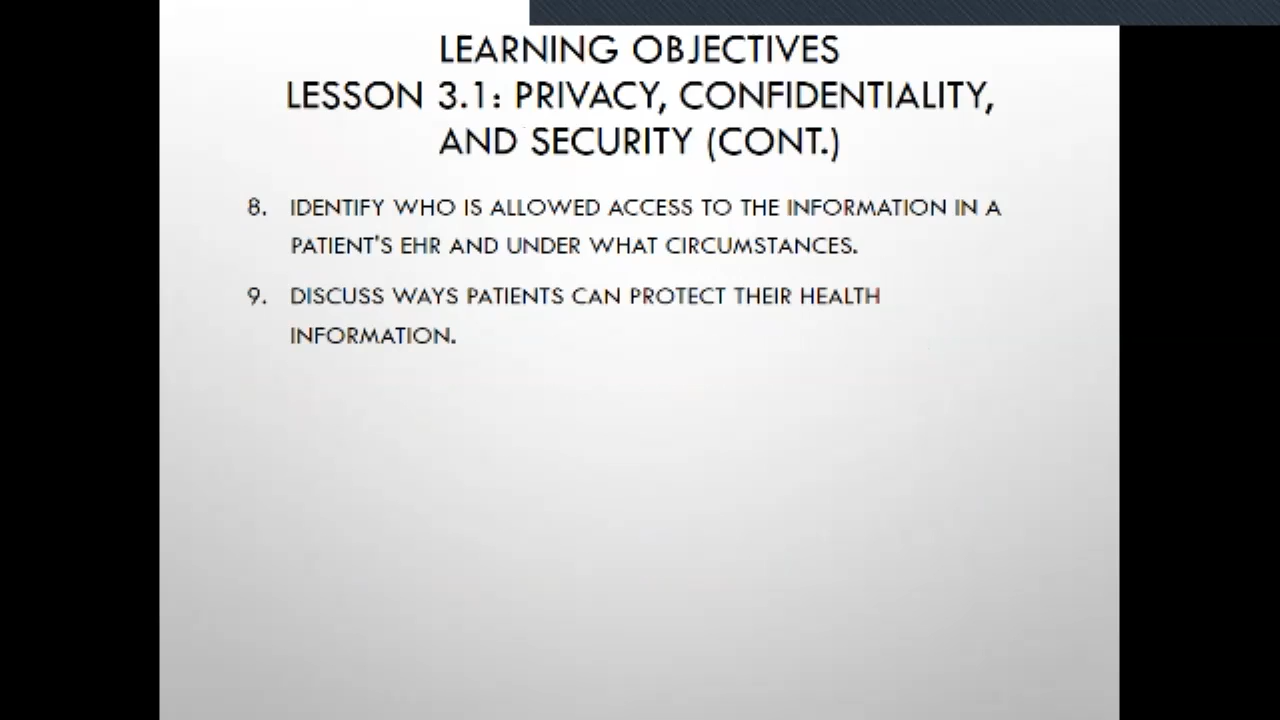 LEARNING OBJECTIVES
LESSON 3.1: PRIVACY, CONFIDENTIALITY,
AND SECURITY (CONT.)
8. IDENTIFY WHO IS ALLOWED ACCESS TO THE INFORMATION IN A
PATIENT'S EHR AND UNDER WHAT CIRCUMSTANCES.
9. DISCUSS WAYS PATIENTS CAN PROTECT THEIR HEALTH
INFORMATION.